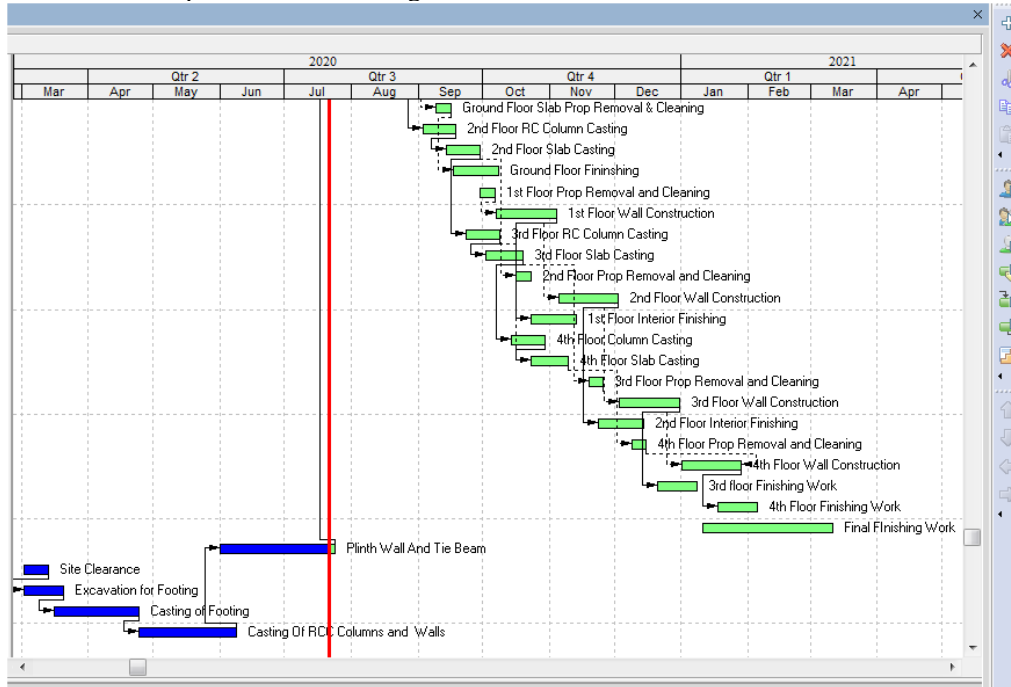 2020 2021
Qtr 2 Qtr 3 Qtr 4 Qtr 1
Mar Apr May Jun Jul Aug Sep Oct Nov Dec Jan Feb Mar Apr
Ground Floor Slab Prop Removal & Cleaning
2nd Floor RC Column Casting
2nd Floor Slab Casting
Ground Floor Fininshing
1st Floor Prop Removal and Cleaning
1st Floor Wall Construction
3rd Floor RC Column Casting
3rd Floor Slab Casting
2nd Floor Prop Removal and Cleaning
2nd Floor Wall Construction
1st Floor Interior Finishing
4th Floor Column Casting
4th Floor Slab Casting
3rd Floor Prop Removal and Cleaning
3rd Floor Wall Construction
2nd Floor Interior Finishing
4th Floor Prop Removal and Cleaning
4th Floor Wall Construction
3rd floor Finishing Work
4th Floor Finishing Work
Final FInishing Work
Plinth Wall And Tie Beam
Site Clearance
Excavation for Footing
Casting of Footing
Casting Of RCC Columns and Walls